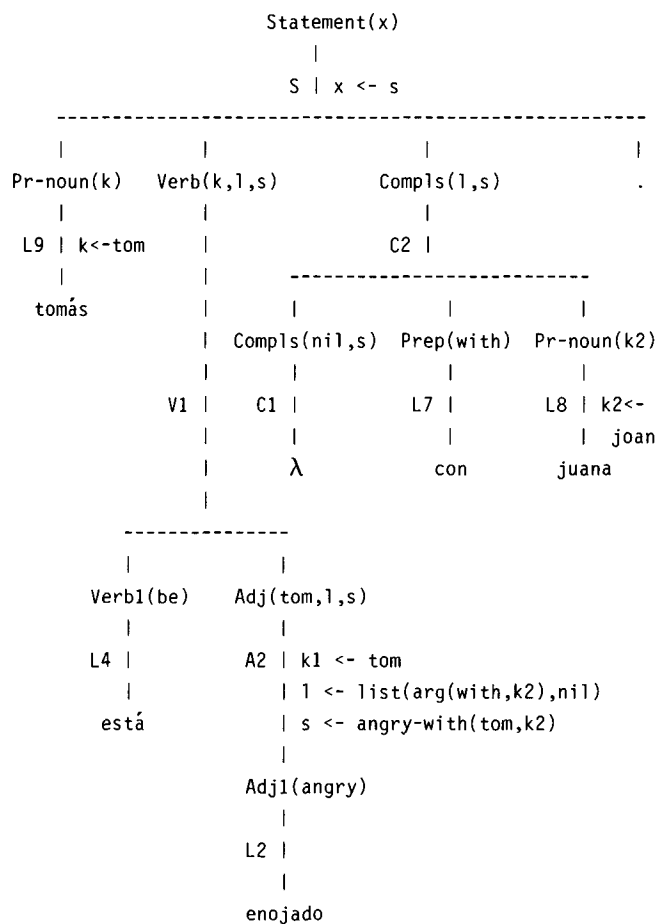 Statement(x)
|
S | x <- s
------------------------------------------------------
| | | |
Pr-noun(k) Verb(k,l,s) Compls(l,s) .
| | |
L9 | k<-tom | C2 |
| | ---------------------------
tomás | | | |
| Compls(nil,s) Prep(with) Pr-noun(k2)
| | | |
V1 | C1 | L7 | L8 | k2<-
| | | | joan
| λ con juana
|
---------------
| |
Verb1(be) Adj(tom,l,s)
| |
L4 | A2 | k1 <- tom
| | l <- list(arg(with,k2),nil)
está | s <- angry-with(tom,k2)
|
Adj1(angry)
|
L2 |
|
enojado